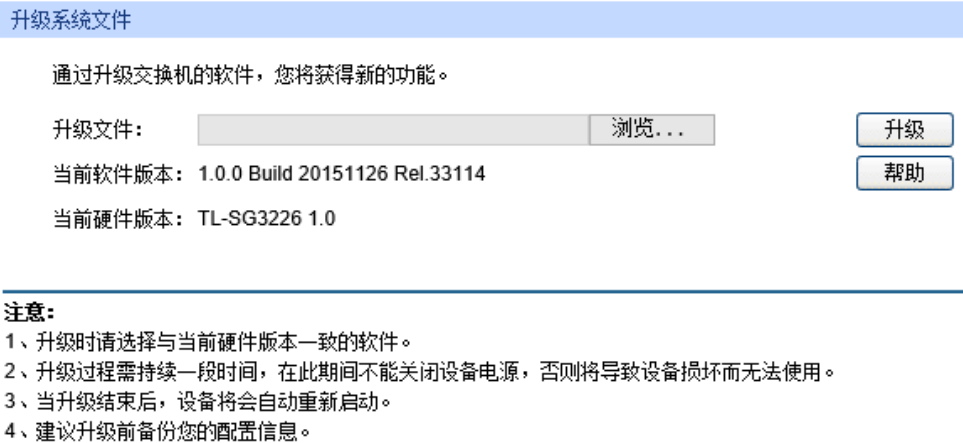 升级系统文件
通过升级交换机的软件，您将获得新的功能。
升级文件： 浏览... 升级
当前软件版本： 1.0.0 Build 20151126 Rel.33114 帮助
当前硬件版本： TL-SG3226 1.0
注意：
1、升级时请选择与当前硬件版本一致的软件。
2、升级过程需持续一段时间，在此期间不能关闭设备电源，否则将导致设备损坏而无法使用。
3、当升级结束后，设备将会自动重新启动。
4、建议升级前备份您的配置信息。